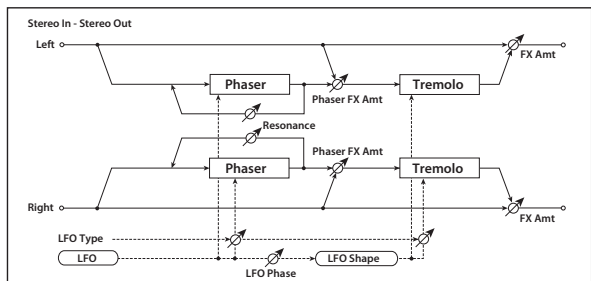 Stereo In - Stereo Out
Left
FX Amt
Phaser
Tremolo
Phaser FX Amt
Resonance
Phaser FX Amt
Phaser
Tremolo
Right
FX Amt
LFO Type
LFO
LFO Shape
LFO Phase